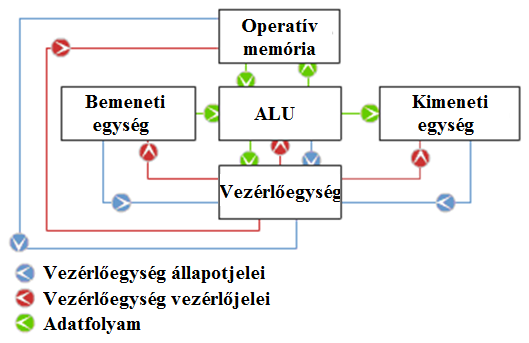 Operatív
memória
Bemeneti
egység
ALU
Kimeneti
egység
Vezérlőegység
Vezérlőegység állapotjelei
Vezérlőegység vezérlőjelei
Adatfolyam